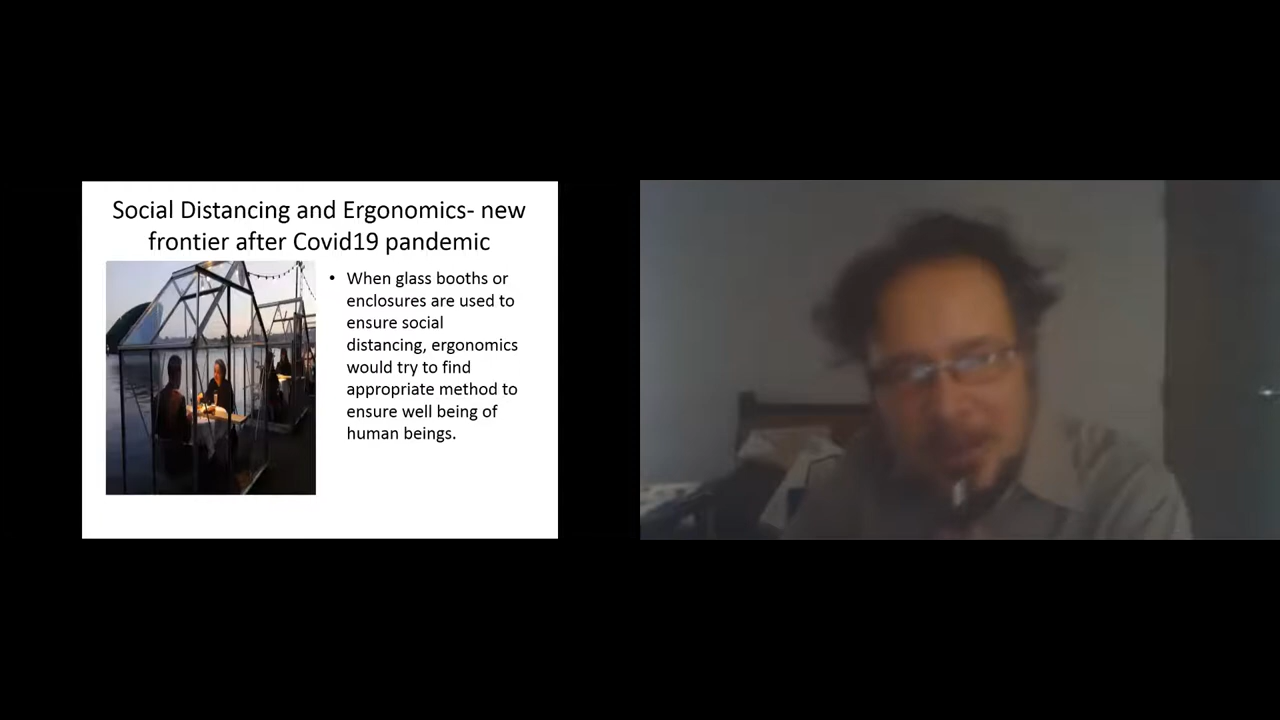 Social Distancing and Ergonomics- new
frontier after Covid19 pandemic
• When glass booths or
enclosures are used to
ensure social
distancing, ergonomics
would try to find
appropriate method to
ensure well being of
human beings.